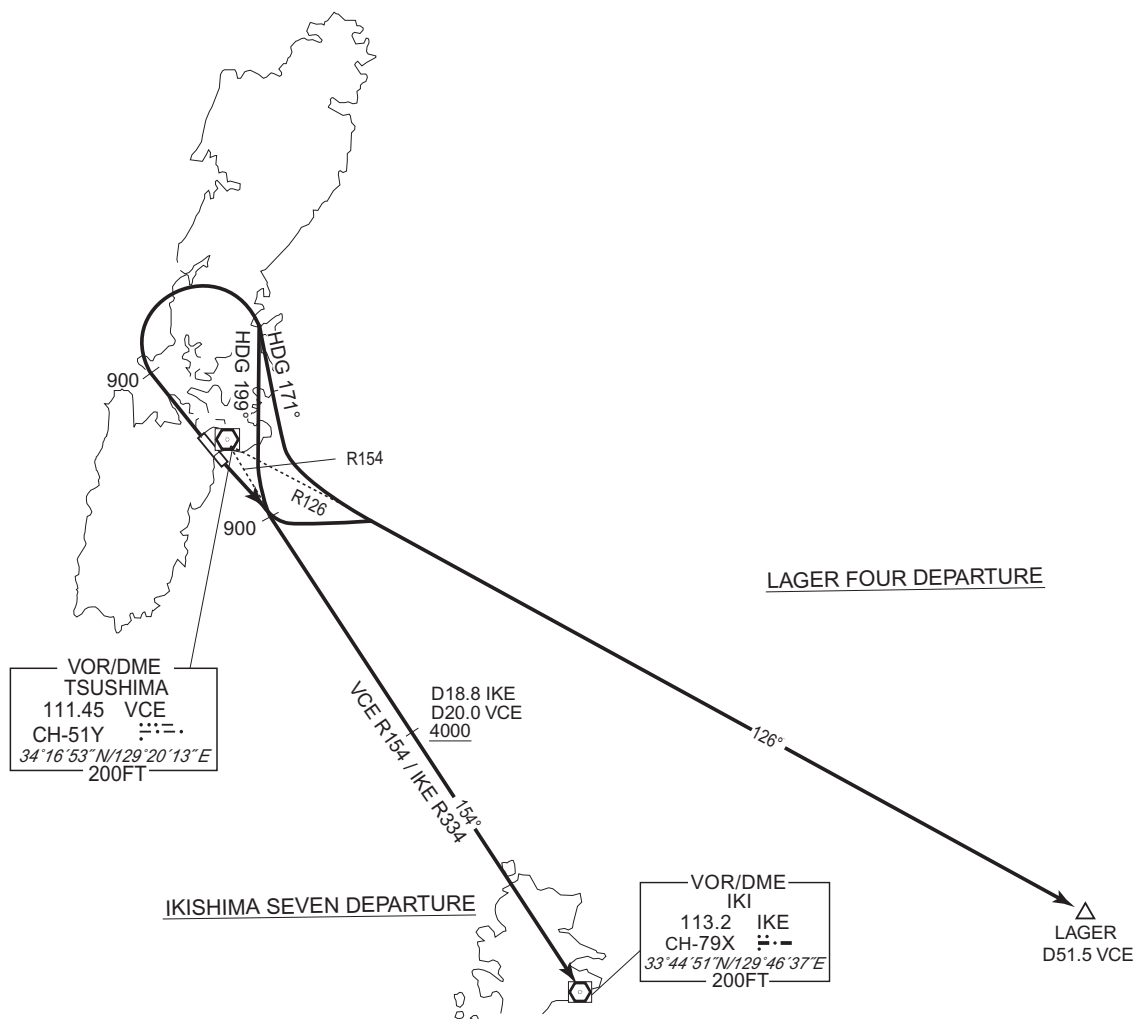 HDG 199°
HDG 171°
900
R154
R126
900
LAGER FOUR DEPARTURE
VOR/DME
TSUSHIMA
111.45 VCE
CH-51Y
34°16´53˝N/129°20´13˝E
200FT
D18.8 IKE
D20.0 VCE
4000
VCE R154 / IKE R334
154°
126°
IKISHIMA SEVEN DEPARTURE
VOR/DME
IKI
113.2 IKE
CH-79X
33°44´51˝N/129°46´37˝E
200FT
LAGER
D51.5 VCE